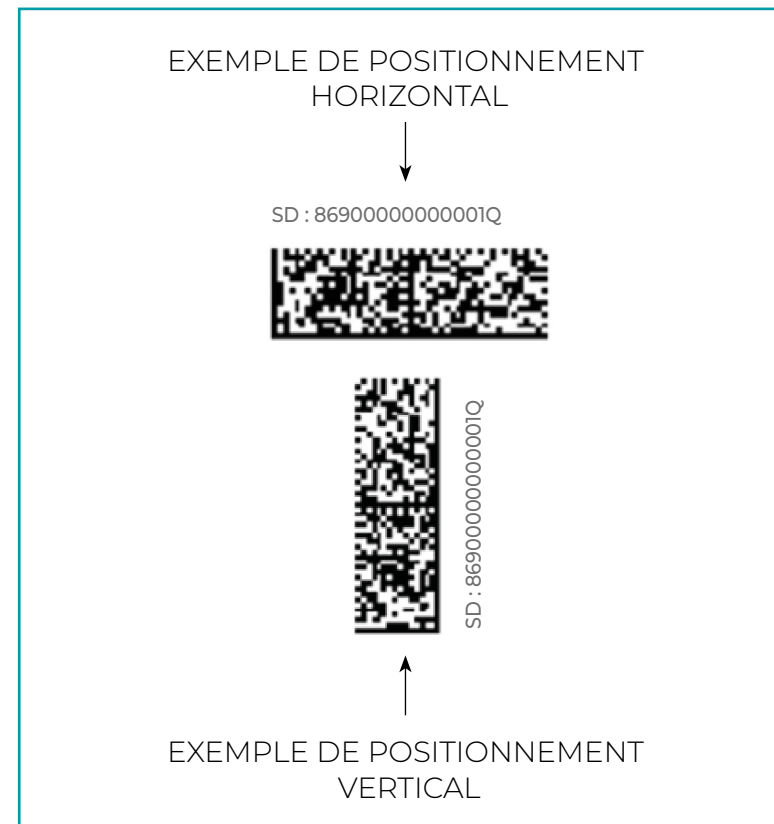 EXEMPLE DE POSITIONNEMENT
HORIZONTAL
SD : 86900000000001Q
SD : 86900000000001Q
EXEMPLE DE POSITIONNEMENT
VERTICAL